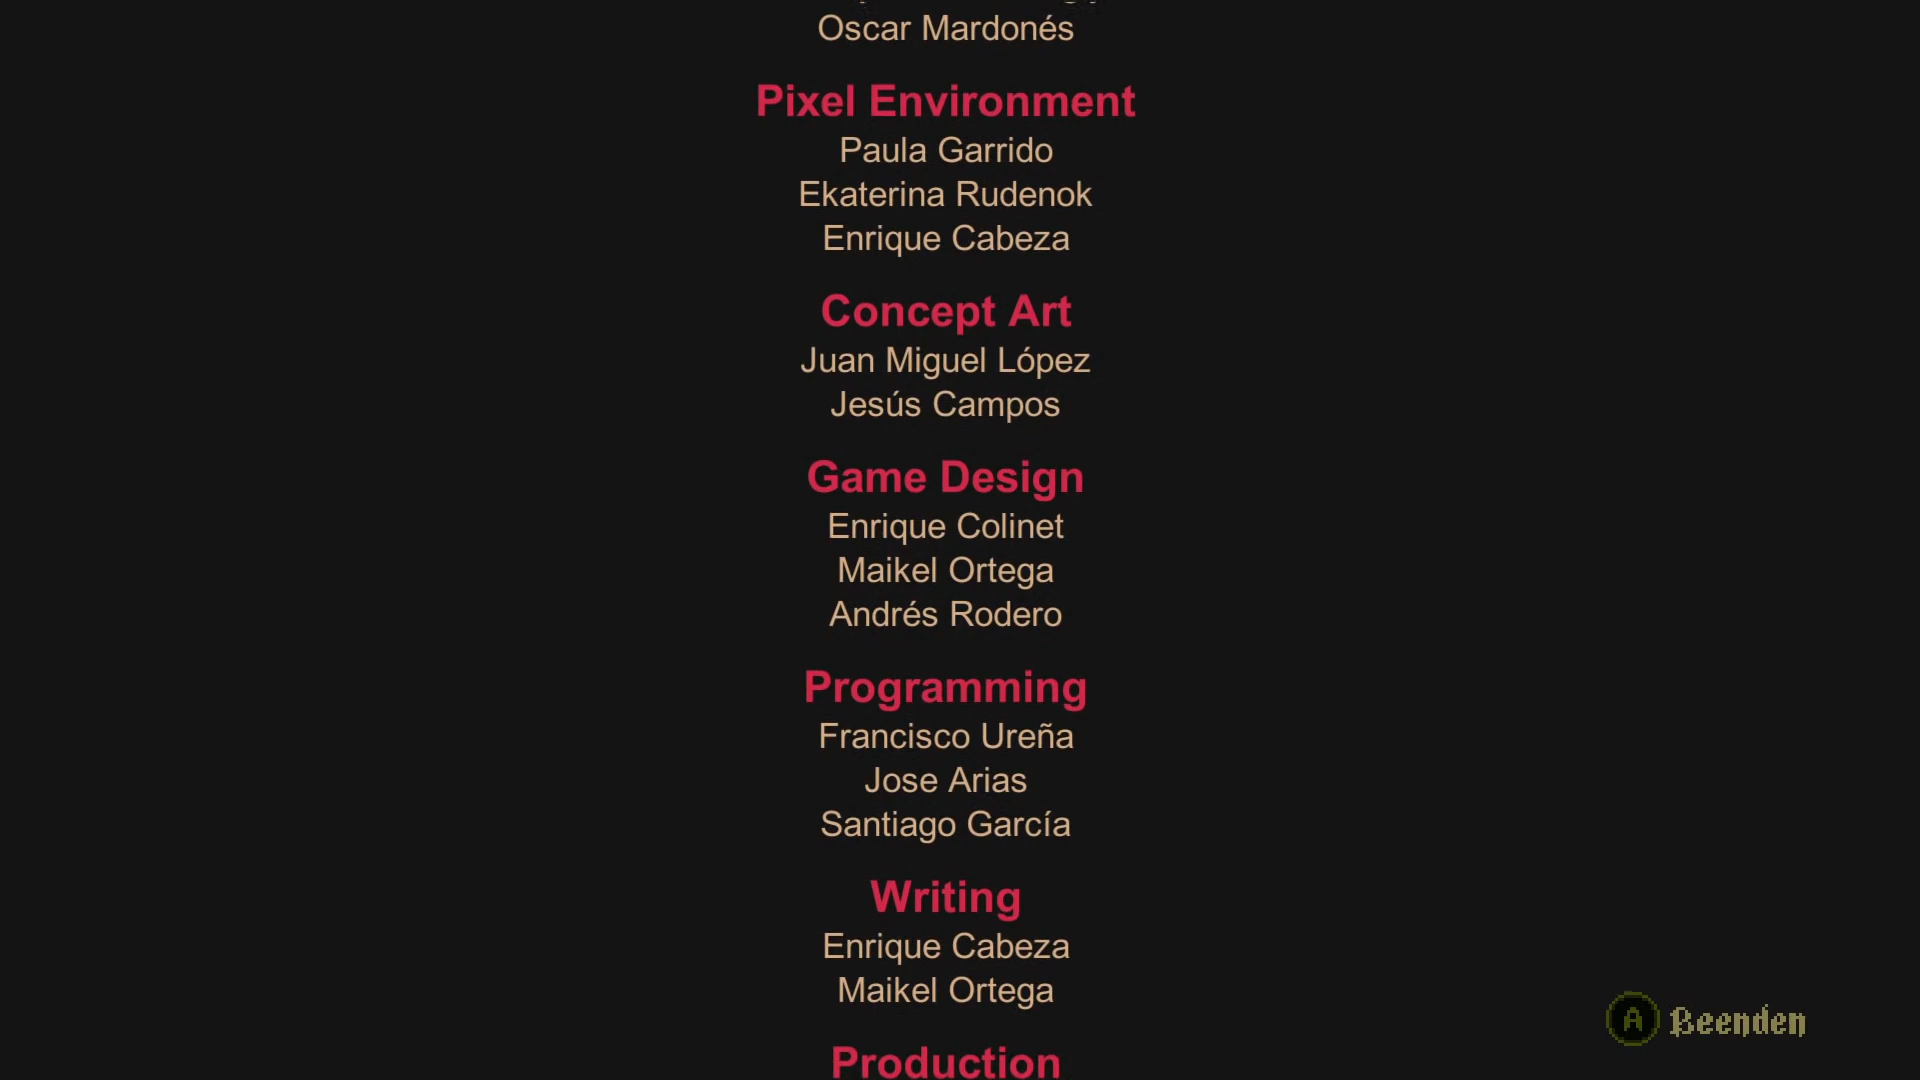 Oscar Mardonés
Pixel Environment
Paula Garrido
Ekaterina Rudenok
Enrique Cabeza
Concept Art
Juan Miguel López
Jesús Campos
Game Design
Enrique Colinet
Maikel Ortega
Andrés Rodero
Programming
Francisco Ureña
Jose Arias
Santiago García
Writing
Enrique Cabeza
Maikel Ortega
Production
A Beenden